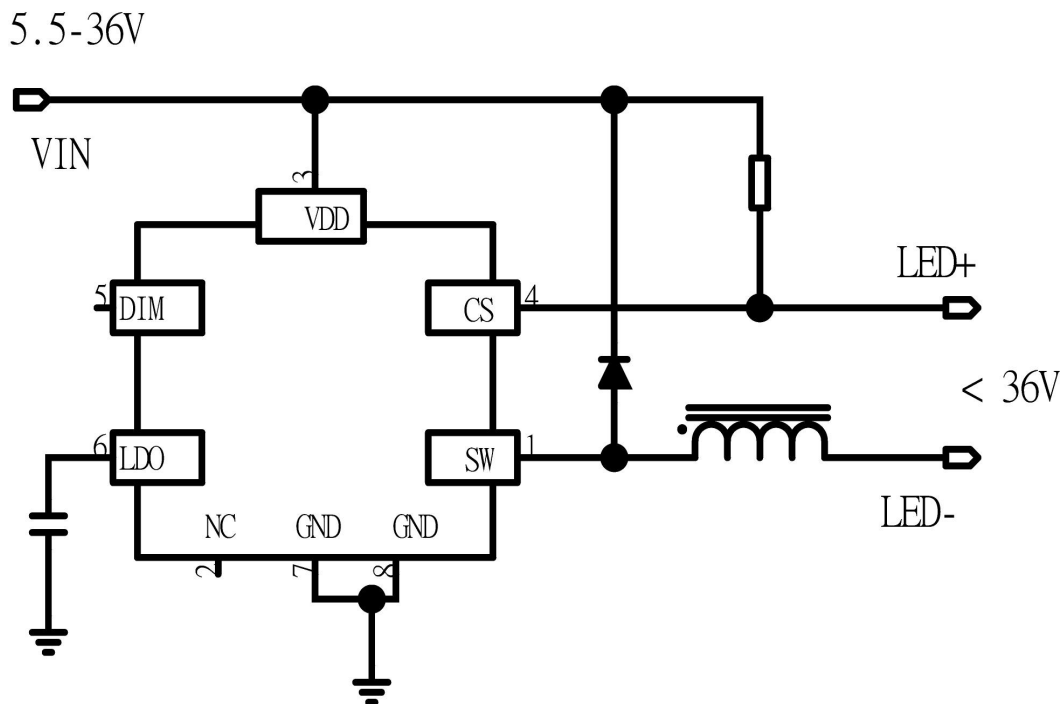 5.5-36V
VIN
3
VDD
LED+
5
DIM
CS
4
< 36V
6
LDO
SW
1
LED-
NC
GND
GND
2
7
8